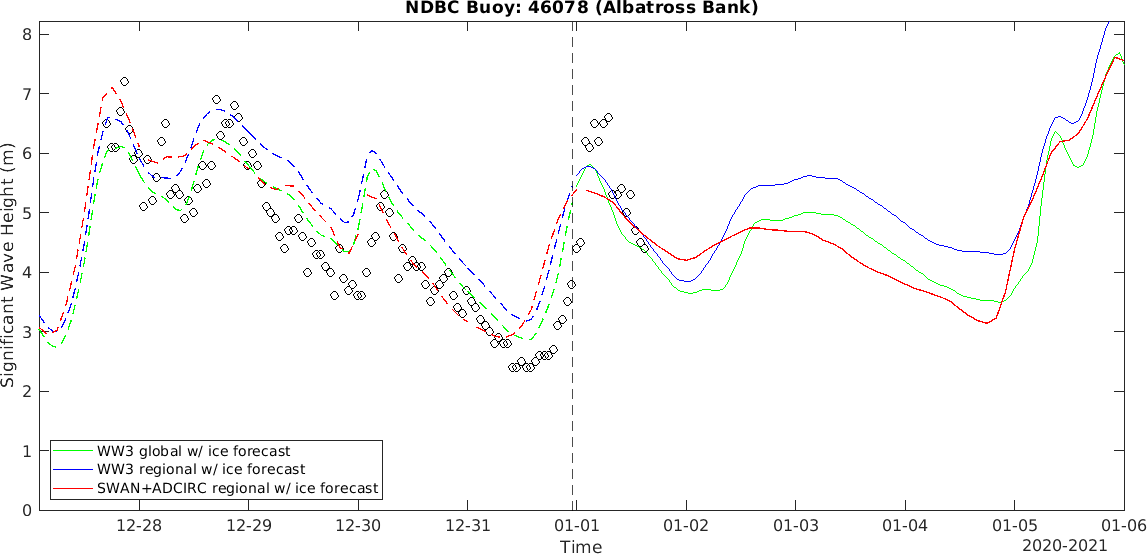 NDBC Buoy: 46078 (Albatross Bank)
Significant Wave Height (m)
8
7
6
5
4
3
2
1
0
WW3 global w/ ice forecast
WW3 regional w/ ice forecast
SWAN+ADCIRC regional w/ ice forecast
12-28 12-29 12-30 12-31 01-01 01-02 01-03 01-04 01-05 01-06
Time
2020-2021